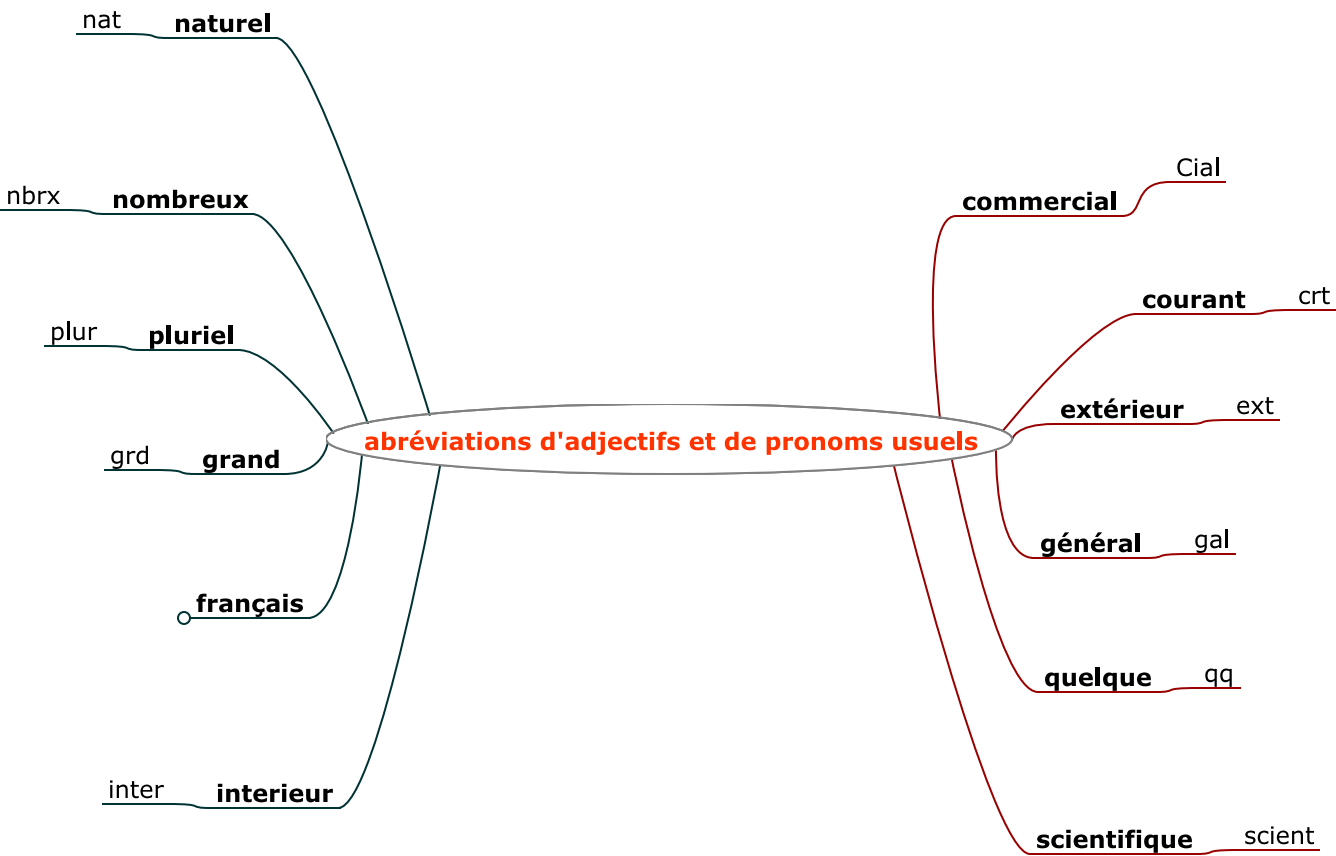 abréviations d'adjectifs et de pronoms usuels
naturel
nat
nombreux
nbrx
pluriel
plur
grand
grd
français
interieur
inter
commercial
Cial
courant
crt
extérieur
ext
général
gal
quelque
qq
scientifique
scient